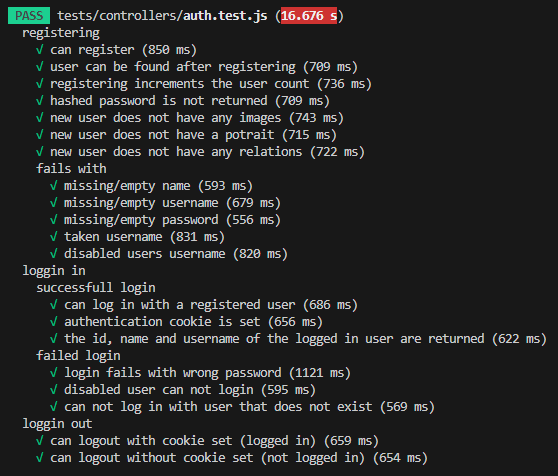 PASS tests/controllers/auth.test.js (16.676 s)
registering
√ can register (850 ms)
√ user can be found after registering (709 ms)
√ registering increments the user count (736 ms)
√ hashed password is not returned (709 ms)
√ new user does not have any images (743 ms)
√ new user does not have a potrait (715 ms)
√ new user does not have any relations (722 ms)
fails with
√ missing/empty name (593 ms)
√ missing/empty username (679 ms)
√ missing/empty password (556 ms)
√ taken username (831 ms)
√ disabled users username (820 ms)
loggin in
successfull login
√ can log in with a registered user (686 ms)
√ authentication cookie is set (656 ms)
√ the id, name and username of the logged in user are returned (622 ms)
failed login
√ login fails with wrong password (1121 ms)
√ disabled user can not login (595 ms)
√ can not log in with user that does not exist (569 ms)
loggin out
√ can logout with cookie set (logged in) (659 ms)
√ can logout without cookie set (not logged in) (654 ms)